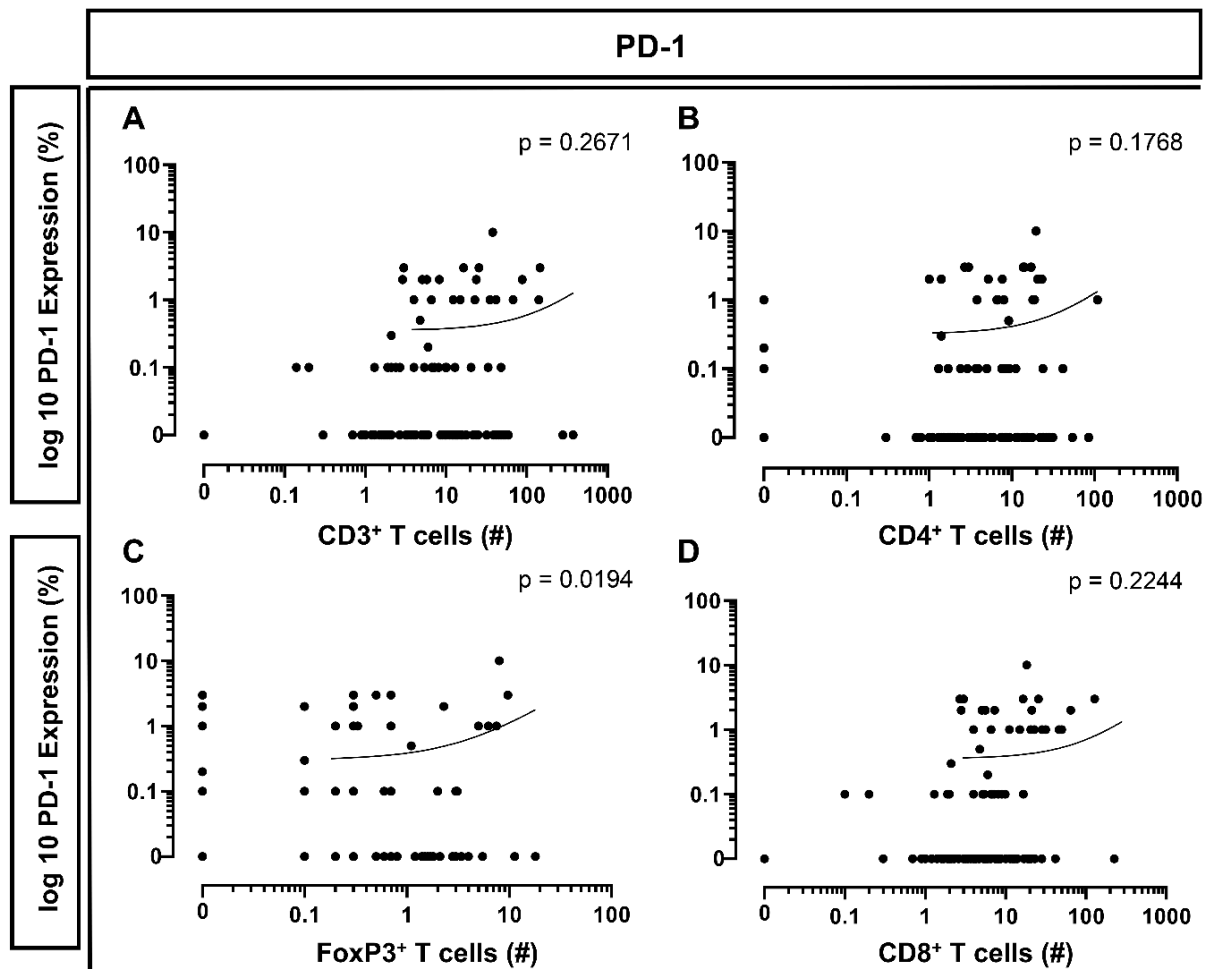 PD-1
log 10 PD-1 Expression (%)
A
p = 0.2671
100
10
1
0.1
0
0 0.1 1 10 100 1000
CD3⁺ T cells (#)
B
p = 0.1768
100
10
1
0.1
0
0 0.1 1 10 100 1000
CD4⁺ T cells (#)
log 10 PD-1 Expression (%)
C
p = 0.0194
100
10
1
0.1
0
0 0.1 1 10 100
FoxP3⁺ T cells (#)
D
p = 0.2244
100
10
1
0.1
0
0 0.1 1 10 100 1000
CD8⁺ T cells (#)